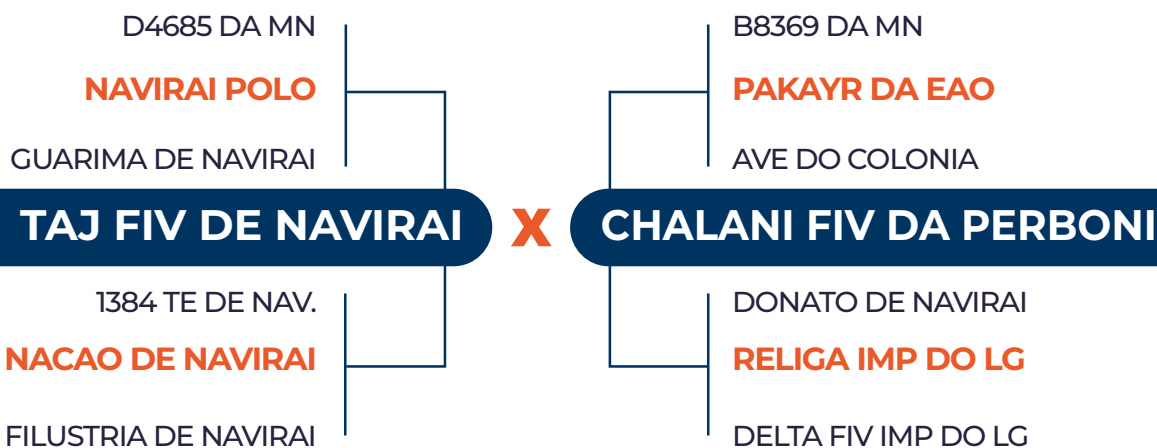 D4685 DA MN
NAVIRAI POLO
GUARIMA DE NAVIRAI
B8369 DA MN
PAKAYR DA EAO
AVE DO COLONIA
TAJ FIV DE NAVIRAI X CHALANI FIV DA PERBONI
1384 TE DE NAV.
NACAO DE NAVIRAI
FILUSTRIA DE NAVIRAI
DONATO DE NAVIRAI
RELIGA IMP DO LG
DELTA FIV IMP DO LG